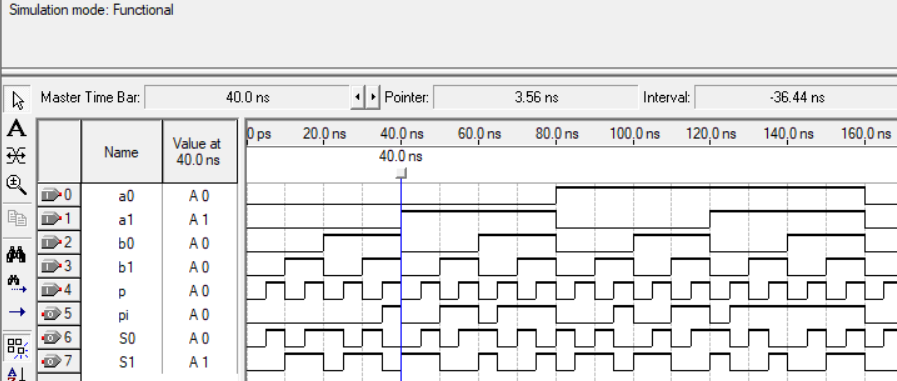 Simulation mode: Functional
Master Time Bar: 40.0 ns Pointer: 3.56 ns Interval: -36.44 ns
Name Value at 40.0 ns
0 ps 20.0 ns 40.0 ns 60.0 ns 80.0 ns 100.0 ns 120.0 ns 140.0 ns 160.0 ns
40.0 ns
0 a0 A 0
1 a1 A 1
2 b0 A 0
3 b1 A 0
4 p A 0
5 pi A 0
6 S0 A 0
7 S1 A 1